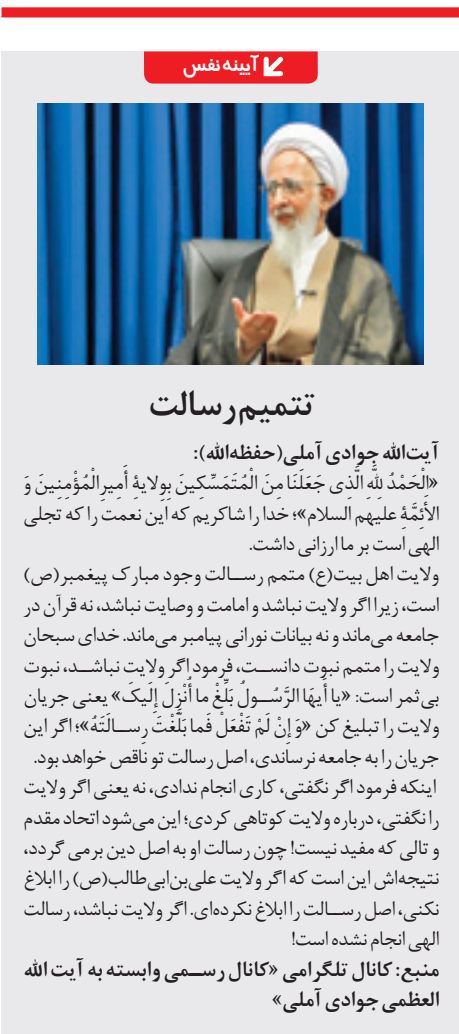 آیینه نفس
تتمیم رسالت
آیت‌الله جوادی آملی(حفظه‌الله):
«اِلْحَمْدُ لِلَّهِ الَّذِی جَعَلَنَا مِنَ الْمُتَمَسِّکِینَ بِوِلایةِ أَمِیرِالْمُؤْمِنِینَ وَ
الأئِمَّةُ علیهم السلام»؛ خدا را شاکریم که این نعمت را که تجلی
الهی است بر ما ارزانی داشت.
ولایت اهل بیت(ع) متمم رسالت وجود مبارک پیغمبر(ص)
است، زیرا اگر ولایت نباشد و امامت و وصایت نباشد، نه قرآن در
جامعه می‌ماند و نه بیانات نورانی پیامبر می‌ماند. خدای سبحان
ولایت را متمم نبوت دانست، فرمود اگر ولایت نباشد، نبوت
بی‌ثمر است: «یا أَیهَا الرَّسُولُ بَلِّغْ ما أُنْزِلَ إِلَیکَ» یعنی جریان
ولایت را تبلیغ کن «وَ إِنْ لَمْ تَفْعَلْ فَما بَلَّغْتَ رِسالَتَهُ»؛ اگر این
جریان را به جامعه نرساندی، اصل رسالت تو ناقص خواهد بود.
اینکه فرمود اگر نگفتی، کاری انجام ندادی، نه یعنی اگر ولایت
را نگفتی، درباره ولایت کوتاهی کردی؛ این می‌شود اتحاد مقدم
و تالی که مفید نیست! چون رسالت او به اصل دین برمی گردد،
نتیجه‌اش این است که اگر ولایت علی‌بن‌ابی‌طالب(ص) را ابلاغ
نکنی، اصل رسالت را ابلاغ نکرده‌ای. اگر ولایت نباشد، رسالت
الهی انجام نشده است!
منبع: کانال تلگرامی «کانال رسمی وابسته به آیت الله
العظمی جوادی آملی»